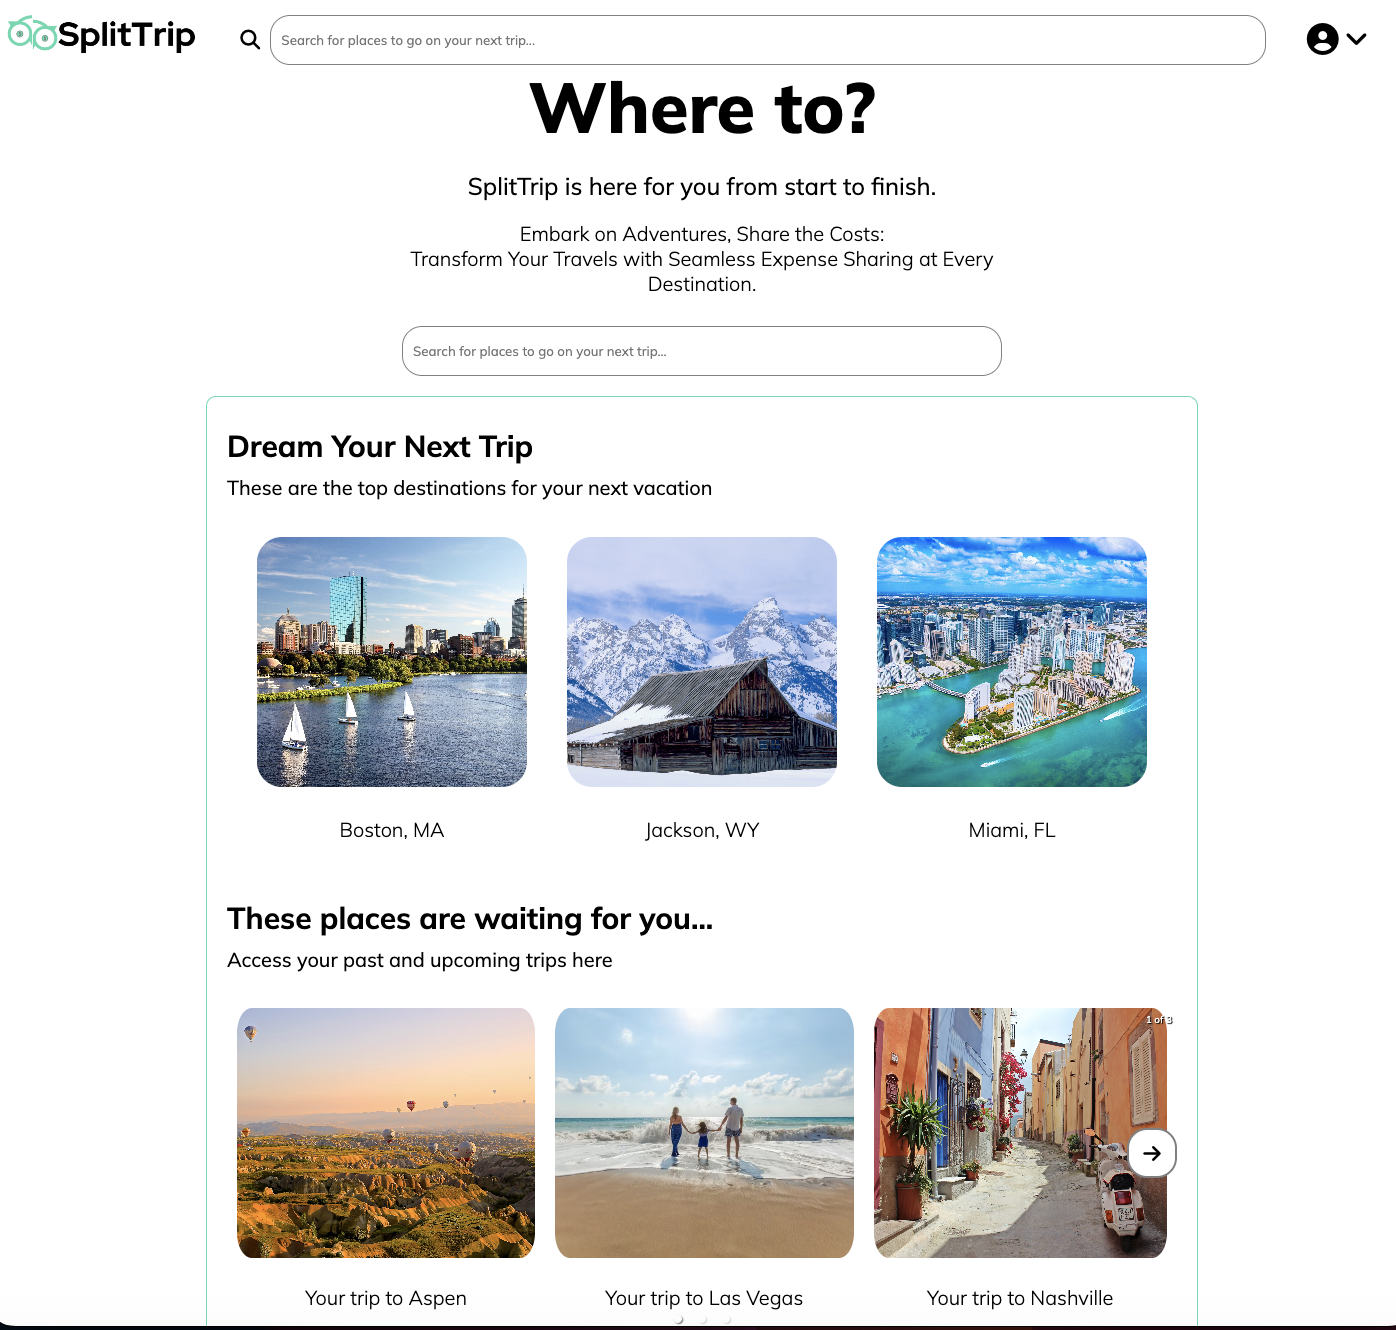 SplitTrip
Search for places to go on your next trip...
Where to?
SplitTrip is here for you from start to finish.
Embark on Adventures, Share the Costs:
Transform Your Travels with Seamless Expense Sharing at Every
Destination.
Search for places to go on your next trip...
Dream Your Next Trip
These are the top destinations for your next vacation
Boston, MA
Jackson, WY
Miami, FL
These places are waiting for you...
Access your past and upcoming trips here
1 of 3
Your trip to Aspen
Your trip to Las Vegas
Your trip to Nashville